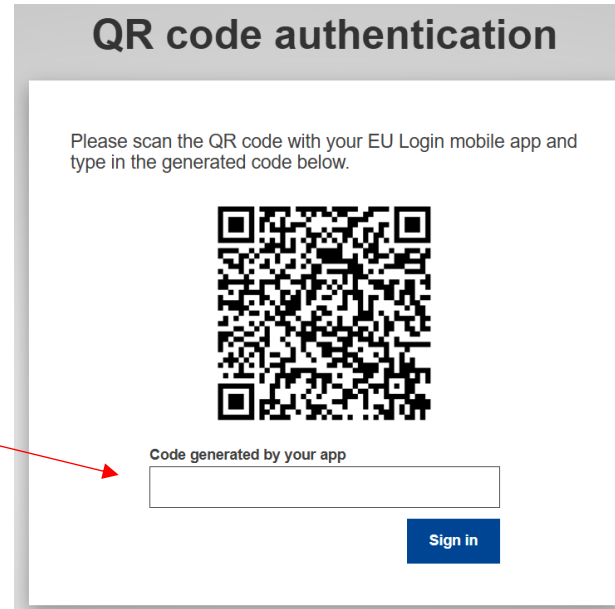 QR code authentication
Please scan the QR code with your EU Login mobile app and
type in the generated code below.
Code generated by your app
Sign in